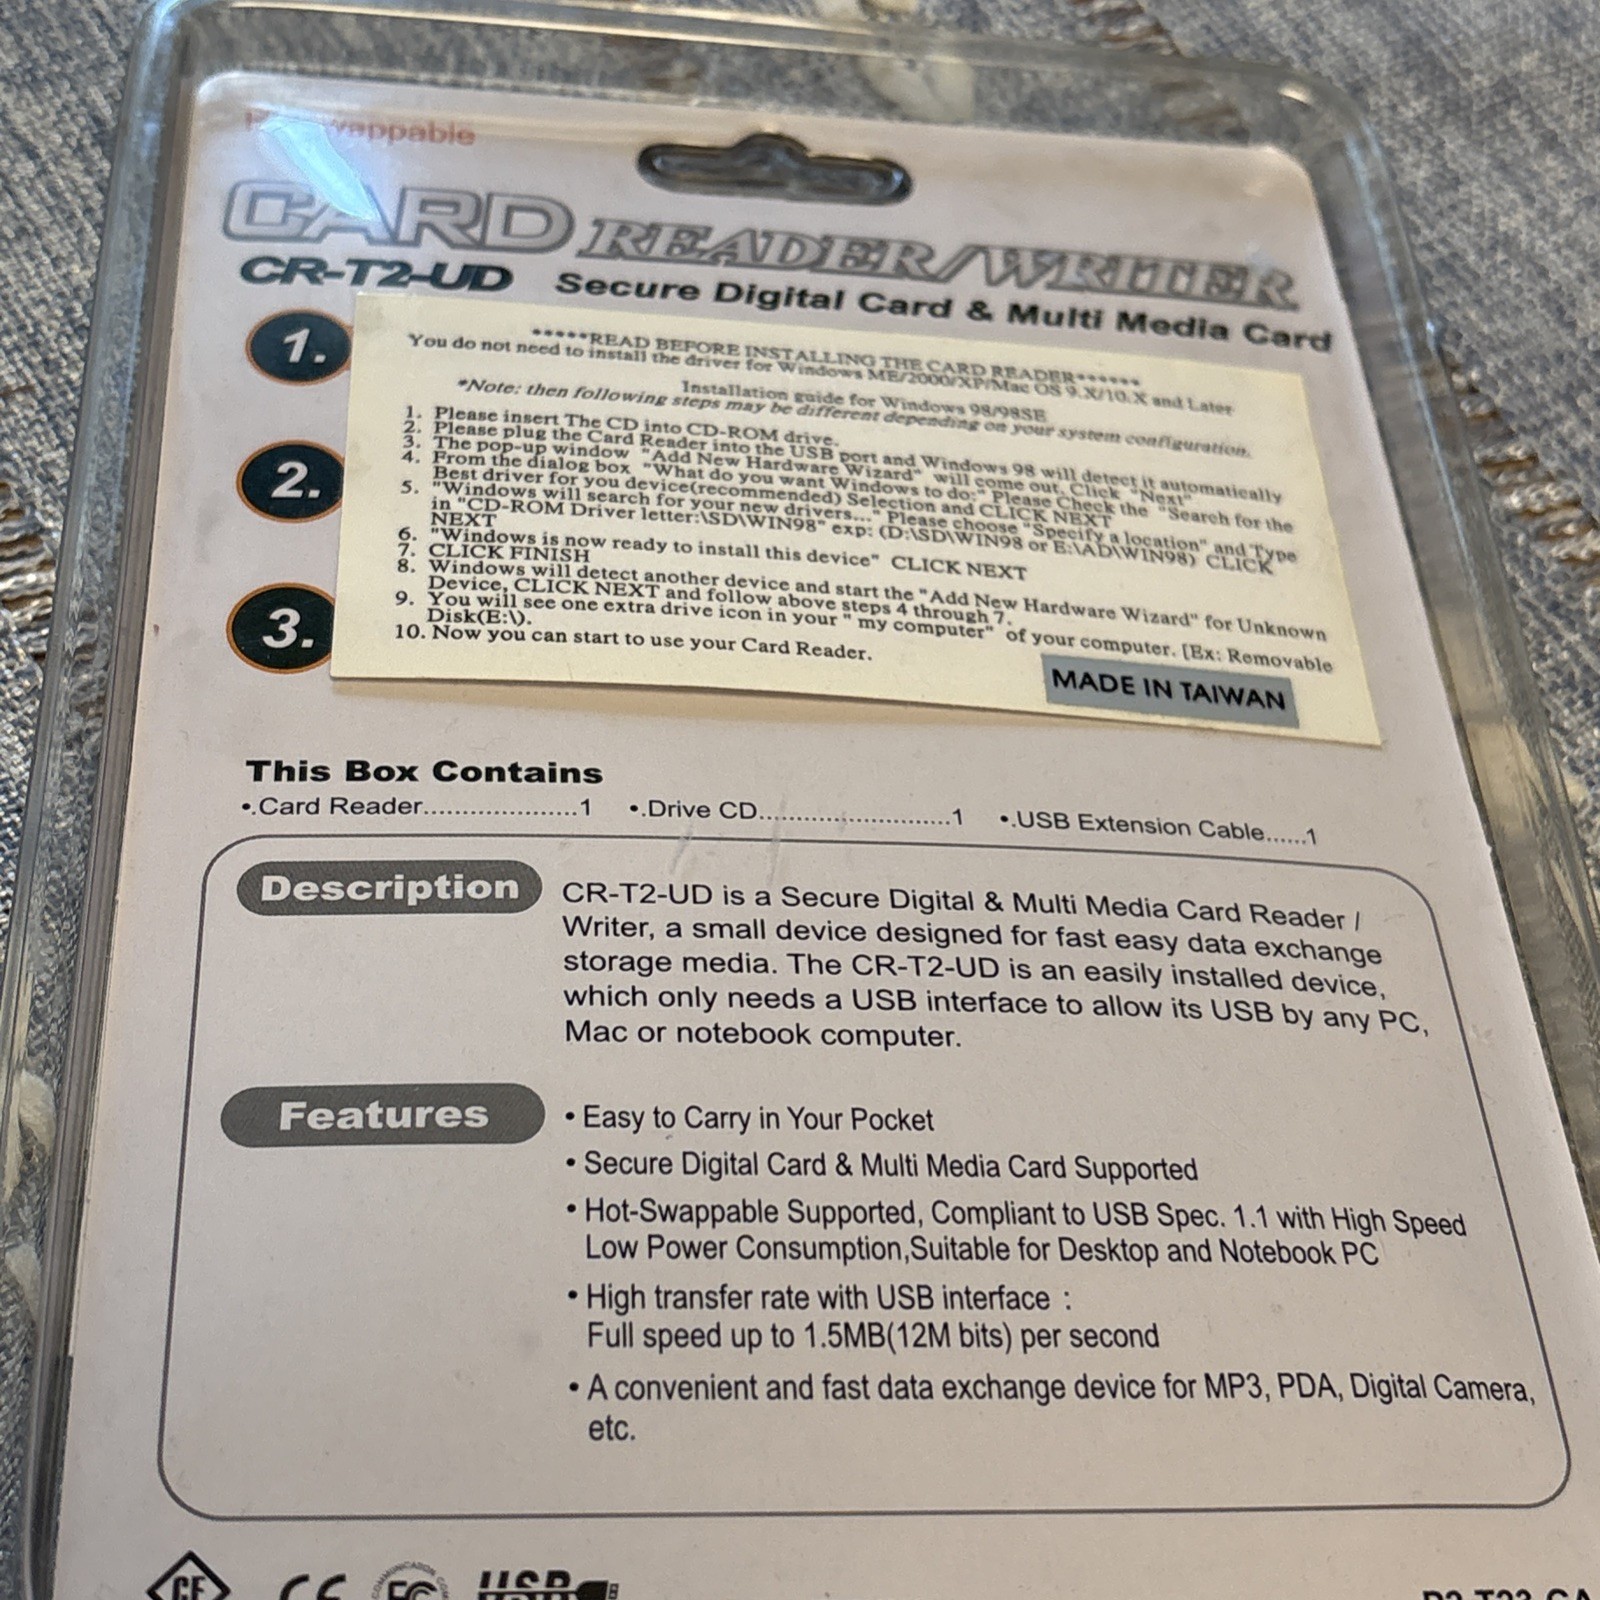 Hot-Swappable
CARD READER/WRITER
CR-T2-UD Secure Digital Card & Multi Media Card
1.
2.
3.
*****READ BEFORE INSTALLING THE CARD READER******
You do not need to install the driver for Windows ME/2000/XP/Mac OS 9.X/10.X and Later
Installation guide for Windows 98/98SE
*Note: then following steps may be different depending on your system configuration.
1. Please insert The CD into CD-ROM drive.
2. Please plug the Card Reader into the USB port and Windows 98 will detect it automatically
3. The pop-up window "Add New Hardware Wizard" will come out, Click "Next"
4. From the dialog box "What do you want Windows to do:" Please Check the "Search for the
Best driver for you device(recommended) Selection and CLICK NEXT
5. "Windows will search for your new drivers..." Please choose "Specify a location" and Type
in "CD-ROM Driver letter:\SD\WIN98" exp: (D:\SD\WIN98 or E:\AD\WIN98) CLICK
NEXT
6. "Windows is now ready to install this device" CLICK NEXT
7. CLICK FINISH
8. Windows will detect another device and start the "Add New Hardware Wizard" for Unknown
Device, CLICK NEXT and follow above steps 4 through 7.
9. You will see one extra drive icon in your " my computer" of your computer. [Ex: Removable
Disk(E:\).
10. Now you can start to use your Card Reader.
MADE IN TAIWAN
This Box Contains
•.Card Reader....................1 •.Drive CD.........................1 •.USB Extension Cable......1
Description
CR-T2-UD is a Secure Digital & Multi Media Card Reader /
Writer, a small device designed for fast easy data exchange
storage media. The CR-T2-UD is an easily installed device,
which only needs a USB interface to allow its USB by any PC,
Mac or notebook computer.
Features
• Easy to Carry in Your Pocket
• Secure Digital Card & Multi Media Card Supported
• Hot-Swappable Supported, Compliant to USB Spec. 1.1 with High Speed
Low Power Consumption,Suitable for Desktop and Notebook PC
• High transfer rate with USB interface :
Full speed up to 1.5MB(12M bits) per second
• A convenient and fast data exchange device for MP3, PDA, Digital Camera,
etc.
CE FC USB